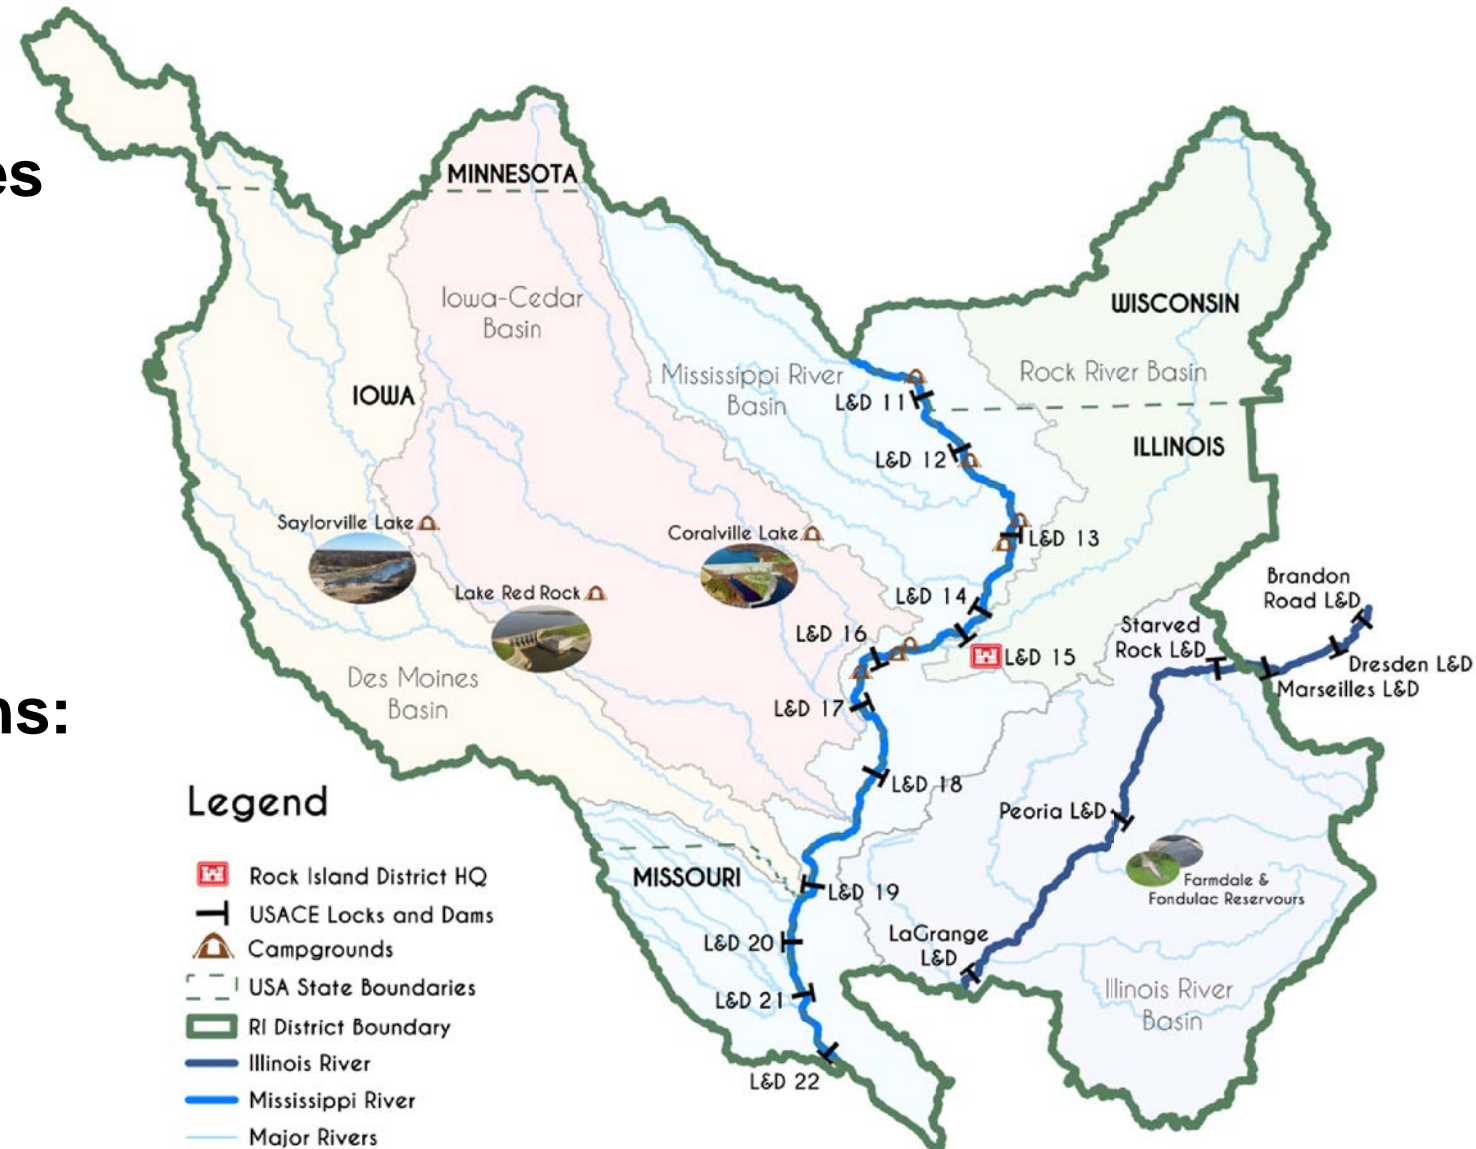 es
ns:
MINNESOTA
WISCONSIN
Iowa-Cedar
Basin
Mississippi River
Basin
Rock River Basin
IOWA
L&D 11
ILLINOIS
L&D 12
Saylorville Lake
Coralville Lake
L&D 13
Lake Red Rock
L&D 14
Brandon
Road L&D
L&D 16
Starved
Rock L&D
L&D 15
Dresden L&D
Marseilles L&D
Des Moines
Basin
L&D 17
L&D 18
Peoria L&D
MISSOURI
L&D 19
Farmdale &
Fondulac Reservours
L&D 20
LaGrange
L&D
L&D 21
Illinois River
Basin
L&D 22
Legend
Rock Island District HQ
USACE Locks and Dams
Campgrounds
USA State Boundaries
RI District Boundary
Illinois River
Mississippi River
Major Rivers